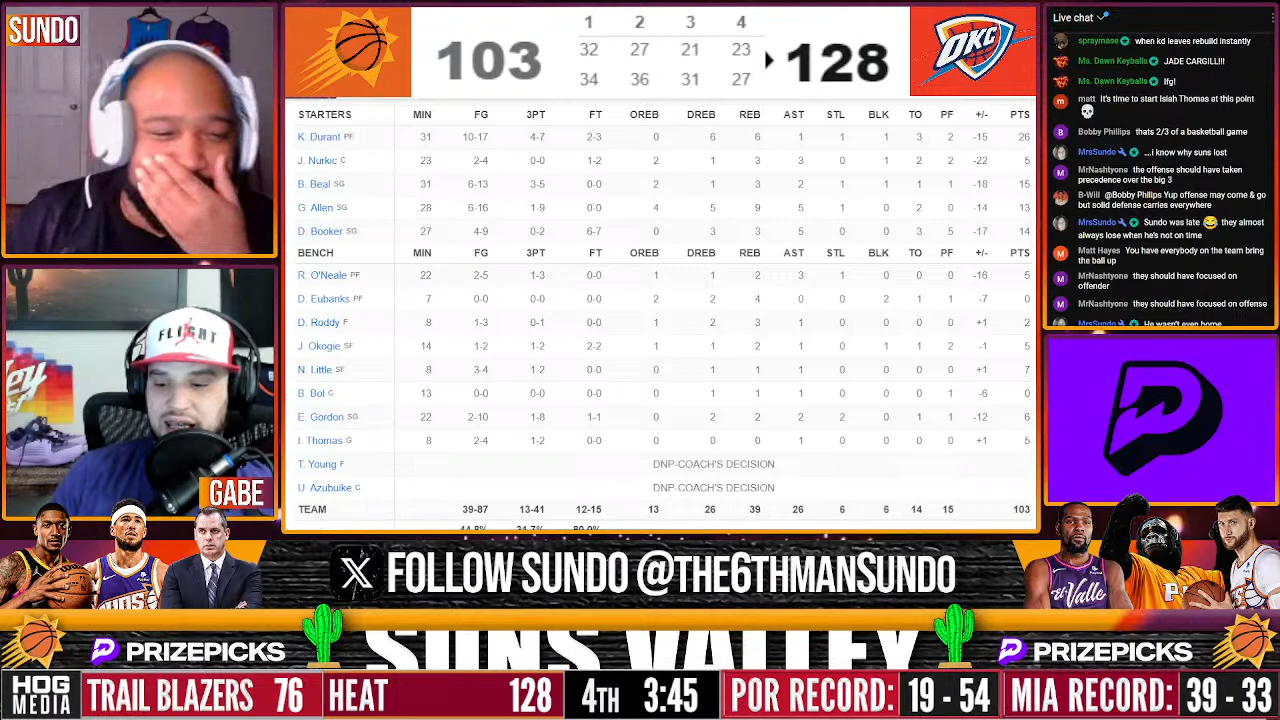 SUNDO
103
1 2 3 4
32 27 21 23
34 36 31 27
128
OKC
STARTERS MIN FG 3PT FT OREB DREB REB AST STL BLK TO PF +/- PTS
K. Durant PF 31 10-17 4-7 2-3 0 6 6 1 1 1 3 2 -15 26
J. Nurkic C 23 2-4 0-0 1-2 2 1 3 3 0 1 2 2 -22 5
B. Beal SG 31 6-13 3-5 0-0 2 1 3 2 1 1 1 1 -18 15
G. Allen SG 28 6-16 1-9 0-0 4 5 9 5 1 0 2 0 -14 13
D. Booker SG 27 4-9 0-2 6-7 0 3 3 5 0 0 3 5 -17 14
BENCH MIN FG 3PT FT OREB DREB REB AST STL BLK TO PF +/- PTS
R. O'Neale PF 22 2-5 1-3 0-0 1 1 2 3 1 0 0 0 -16 5
D. Eubanks PF 7 0-0 0-0 0-0 2 2 4 0 0 2 1 1 -7 0
D. Roddy F 8 1-3 0-1 0-0 1 2 3 1 0 0 0 0 +1 2
J. Okogie SF 14 1-2 1-2 2-2 1 1 2 1 0 1 1 2 -1 5
N. Little SF 8 3-4 1-2 0-0 0 1 1 1 0 0 0 0 +1 7
B. Bol C 13 0-0 0-0 0-0 0 1 1 1 0 0 0 1 -6 0
E. Gordon SG 22 2-10 1-8 1-1 0 2 2 2 2 0 1 1 -12 6
I. Thomas G 8 2-4 1-2 0-0 0 0 0 1 0 0 0 0 +1 5
T. Young F DNP-COACH'S DECISION
U. Azubuike C DNP-COACH'S DECISION
TEAM 39-87 13-41 12-15 13 26 39 26 6 6 14 15 103
44.8% 31.7% 80.0%
Live chat
spraymase when kd leaves rebuild instantly
Ms. Dawn Keyballs JADE CARGILL!!!
Ms. Dawn Keyballs lfg!
matt It's time to start Isiah Thomas at this point
💀
Bobby Phillips thats 2/3 of a basketball game
MrsSundo ....i know why suns lost
MrNashtyone the offense should have taken
precedence over the big 3
B-Will @Bobby Phillips Yup offense may come & go
but solid defense carries everywhere
MrsSundo Sundo was late 😂 they almost
always lose when he's not on time
Matt Hayes You have everybody on the team bring
the ball up
MrNashtyone they should have focused on
offender
MrNashtyone they should have focused on offense
MrsSundo He wasn't even home
FLIGHT
GABE
FOLLOW SUNDO @THE6THMANSUNDO
PRIZEPICKS
SUNS VALLEY
PRIZEPICKS
HOG
MEDIA
TRAIL BLAZERS 76 HEAT 128 4TH 3:45 POR RECORD: 19 - 54 MIA RECORD: 39 - 33